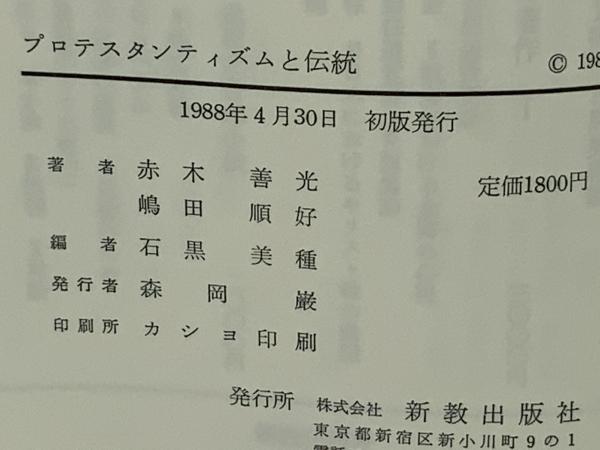 プロテスタンティズムと伝統 © 198
1988年4月30日 初版発行
著者 赤木善光
嶋田順好
定価1800円
編者 石黒美種
発行者 森岡巌
印刷所 カショ印刷
発行所 株式会社 新教出版社
東京都新宿区新小川町9の1